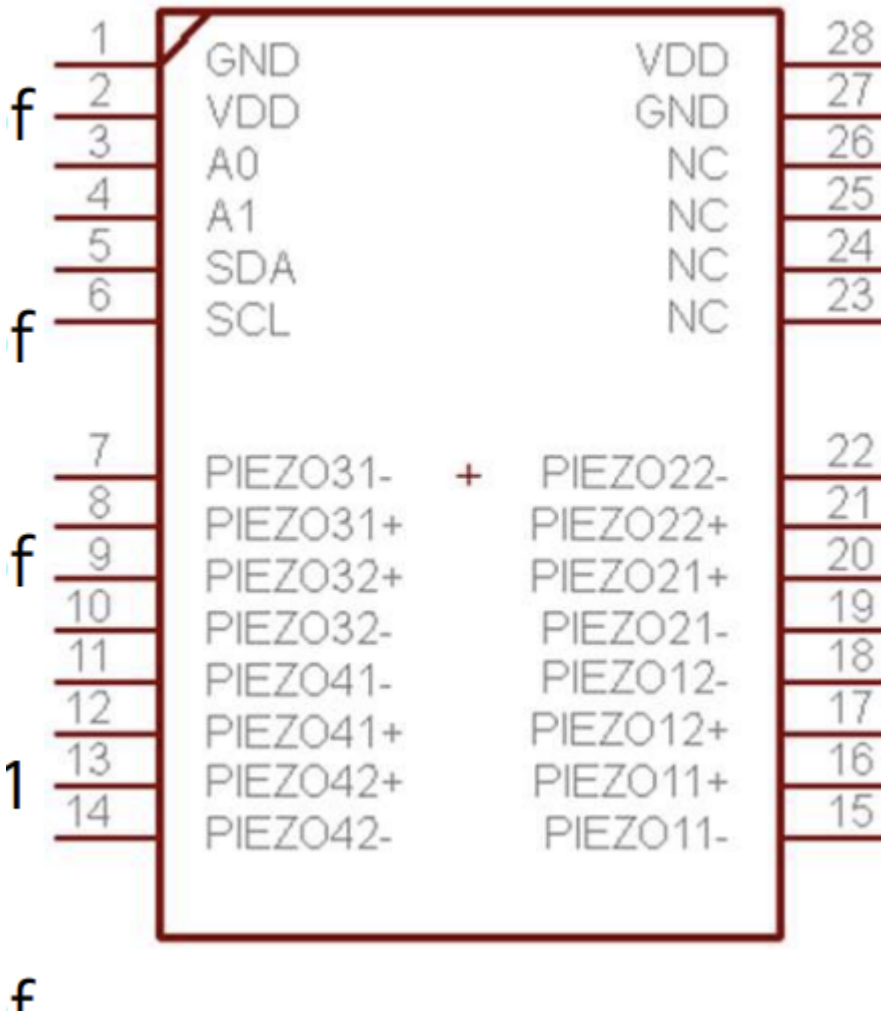 1 GND VDD 28
2 VDD GND 27
of
3 A0 NC 26
4 A1 NC 25
5 SDA NC 24
6 SCL NC 23
f
7 PIEZO31- + PIEZO22- 22
8 PIEZO31+ PIEZO22+ 21
9 PIEZO32+ PIEZO21+ 20
f
10 PIEZO32- PIEZO21- 19
11 PIEZO41- PIEZO12- 18
12 PIEZO41+ PIEZO12+ 17
13 PIEZO42+ PIEZO11+ 16
1
14 PIEZO42- PIEZO11- 15
f